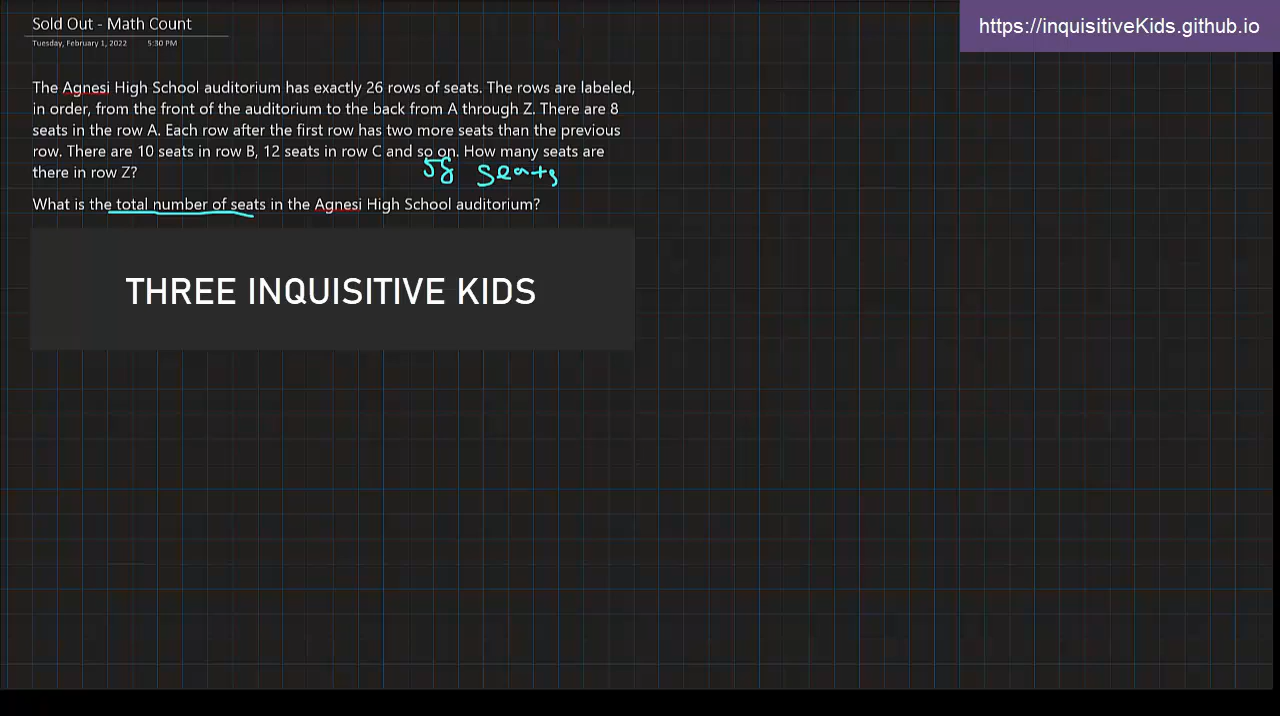 Sold Out - Math Count
https://inquisitiveKids.github.io
Tuesday, February 1, 2022 5:30 PM
The Agnesi High School auditorium has exactly 26 rows of seats. The rows are labeled,
in order, from the front of the auditorium to the back from A through Z. There are 8
seats in the row A. Each row after the first row has two more seats than the previous
row. There are 10 seats in row B, 12 seats in row C and so on. How many seats are
there in row Z? 58 seats
What is the total number of seats in the Agnesi High School auditorium?
THREE INQUISITIVE KIDS